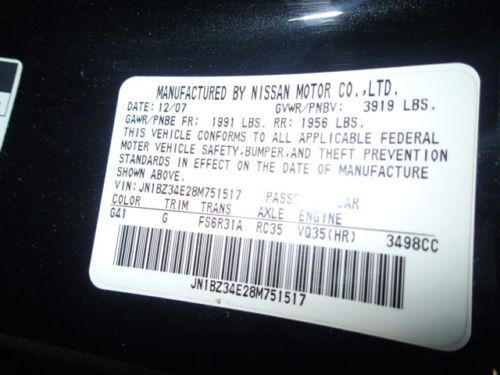 MANUFACTURED BY NISSAN MOTOR CO.,LTD.
DATE: 12/07 GVWR/PNBV: 3919 LBS.
GAWR/PNBE FR: 1991 LBS. RR: 1956 LBS.
THIS VEHICLE CONFORMS TO ALL APPLICABLE FEDERAL
MOTER VEHICLE SAFETY,BUMPER,AND THEFT PREVENTION
STANDARDS IN EFFECT ON THE DATE OF MANUFACTURE
SHOWN ABOVE.
VIN: JN1BZ34E28M751517 CAR
COLOR TRIM TRANS AXLE ENGINE
G41 G FS6R31A RC35 VQ35(HR) 3498CC
JN1BZ34E28M751517